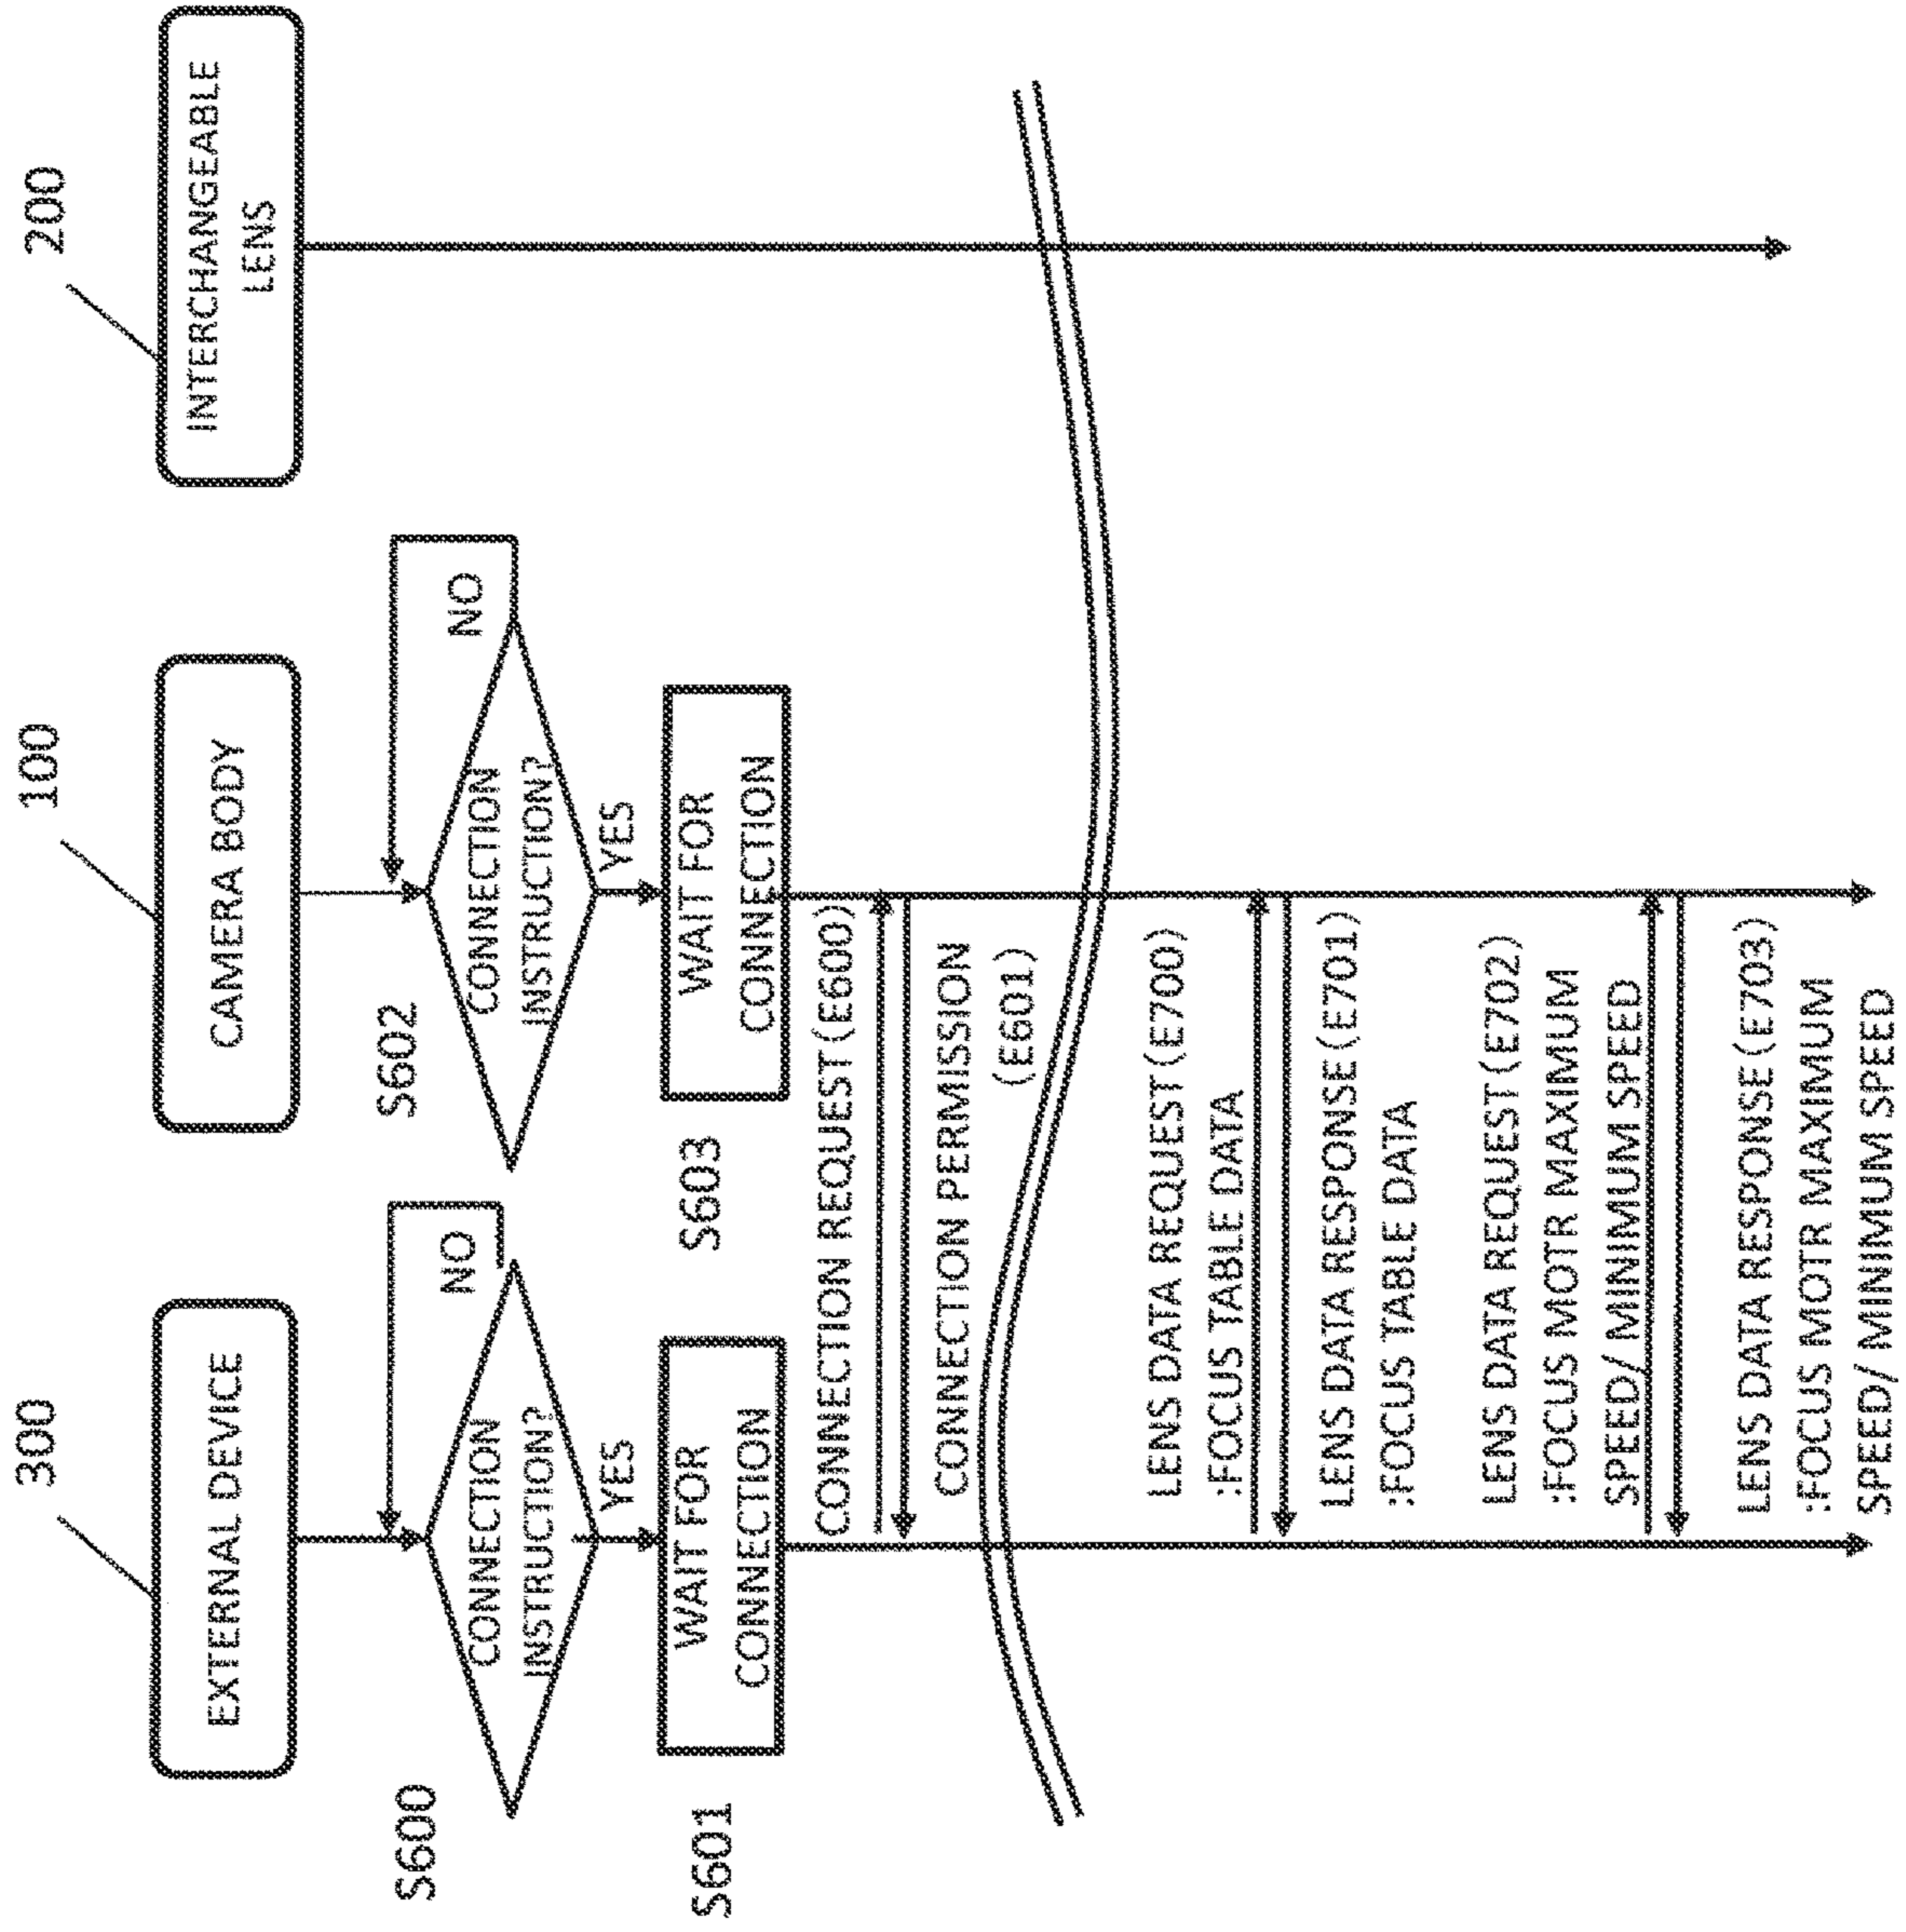 300
100
200
EXTERNAL DEVICE
CAMERA BODY
INTERCHANGEABLE
LENS
S600
CONNECTION
INSTRUCTION?
NO
YES
S602
CONNECTION
INSTRUCTION?
NO
YES
S601
WAIT FOR
CONNECTION
S603
WAIT FOR
CONNECTION
CONNECTION REQUEST(E600)
CONNECTION PERMISSION
(E601)
LENS DATA REQUEST(E700)
:FOCUS TABLE DATA
LENS DATA RESPONSE(E701)
:FOCUS TABLE DATA
LENS DATA REQUEST(E702)
:FOCUS MOTR MAXIMUM
SPEED/ MINIMUM SPEED
LENS DATA RESPONSE(E703)
:FOCUS MOTR MAXIMUM
SPEED/ MINIMUM SPEED